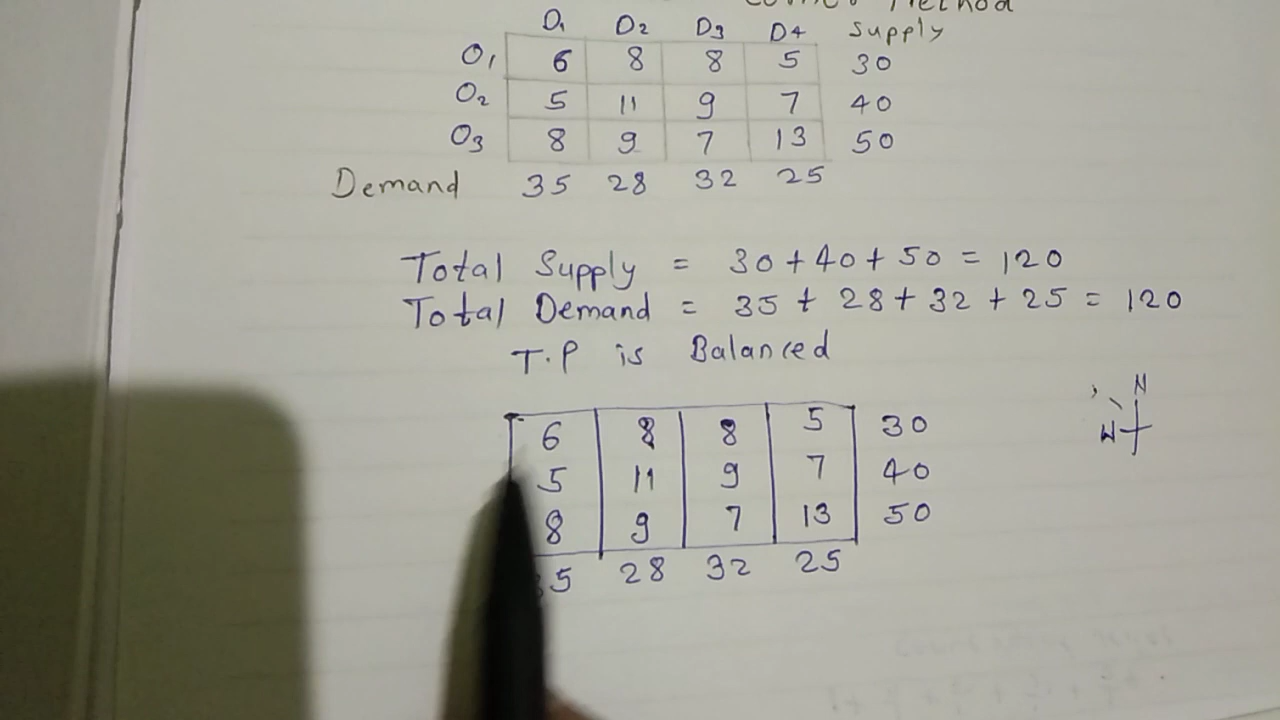 Method
D1 D2 D3 D4 Supply
O1 6 8 8 5 30
O2 5 11 9 7 40
O3 8 9 7 13 50
Demand 35 28 32 25
Total Supply = 30+40+50 = 120
Total Demand = 35 + 28 + 32 + 25 = 120
T.P is Balanced
N
6 8 8 5 30
W
5 11 9 7 40
8 9 7 13 50
35 28 32 25